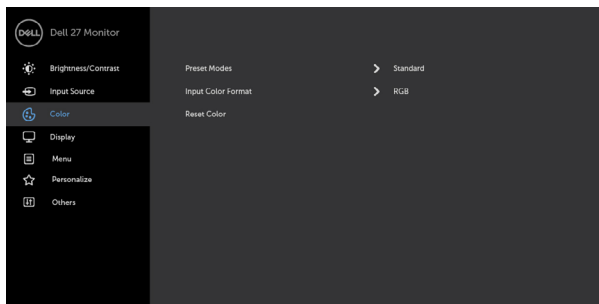 DELL Dell 27 Monitor
Brightness/Contrast Preset Modes Standard
Input Source Input Color Format RGB
Color Reset Color
Display
Menu
Personalize
Others